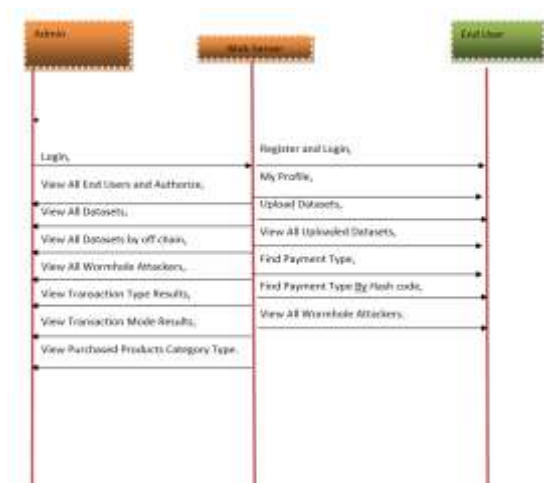 Admin
Web Server
End User
Login,
View All End Users and Authorize,
View All Datasets,
View All Datasets by off chain,
View All Wormhole Attackers,
View Transaction Type Results,
View Transaction Mode Results,
View Purchased Products Category Type.
Register and Login,
My Profile,
Upload Datasets,
View All Uploaded Datasets,
Find Payment Type,
Find Payment Type By Hash code,
View All Wormhole Attackers.